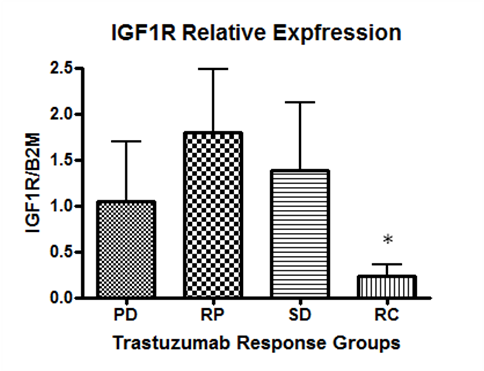 IGF1R Relative Expfression
IGF1R/B2M
2.5
2.0
1.5
1.0
0.5
0.0
*
PD RP SD RC
Trastuzumab Response Groups